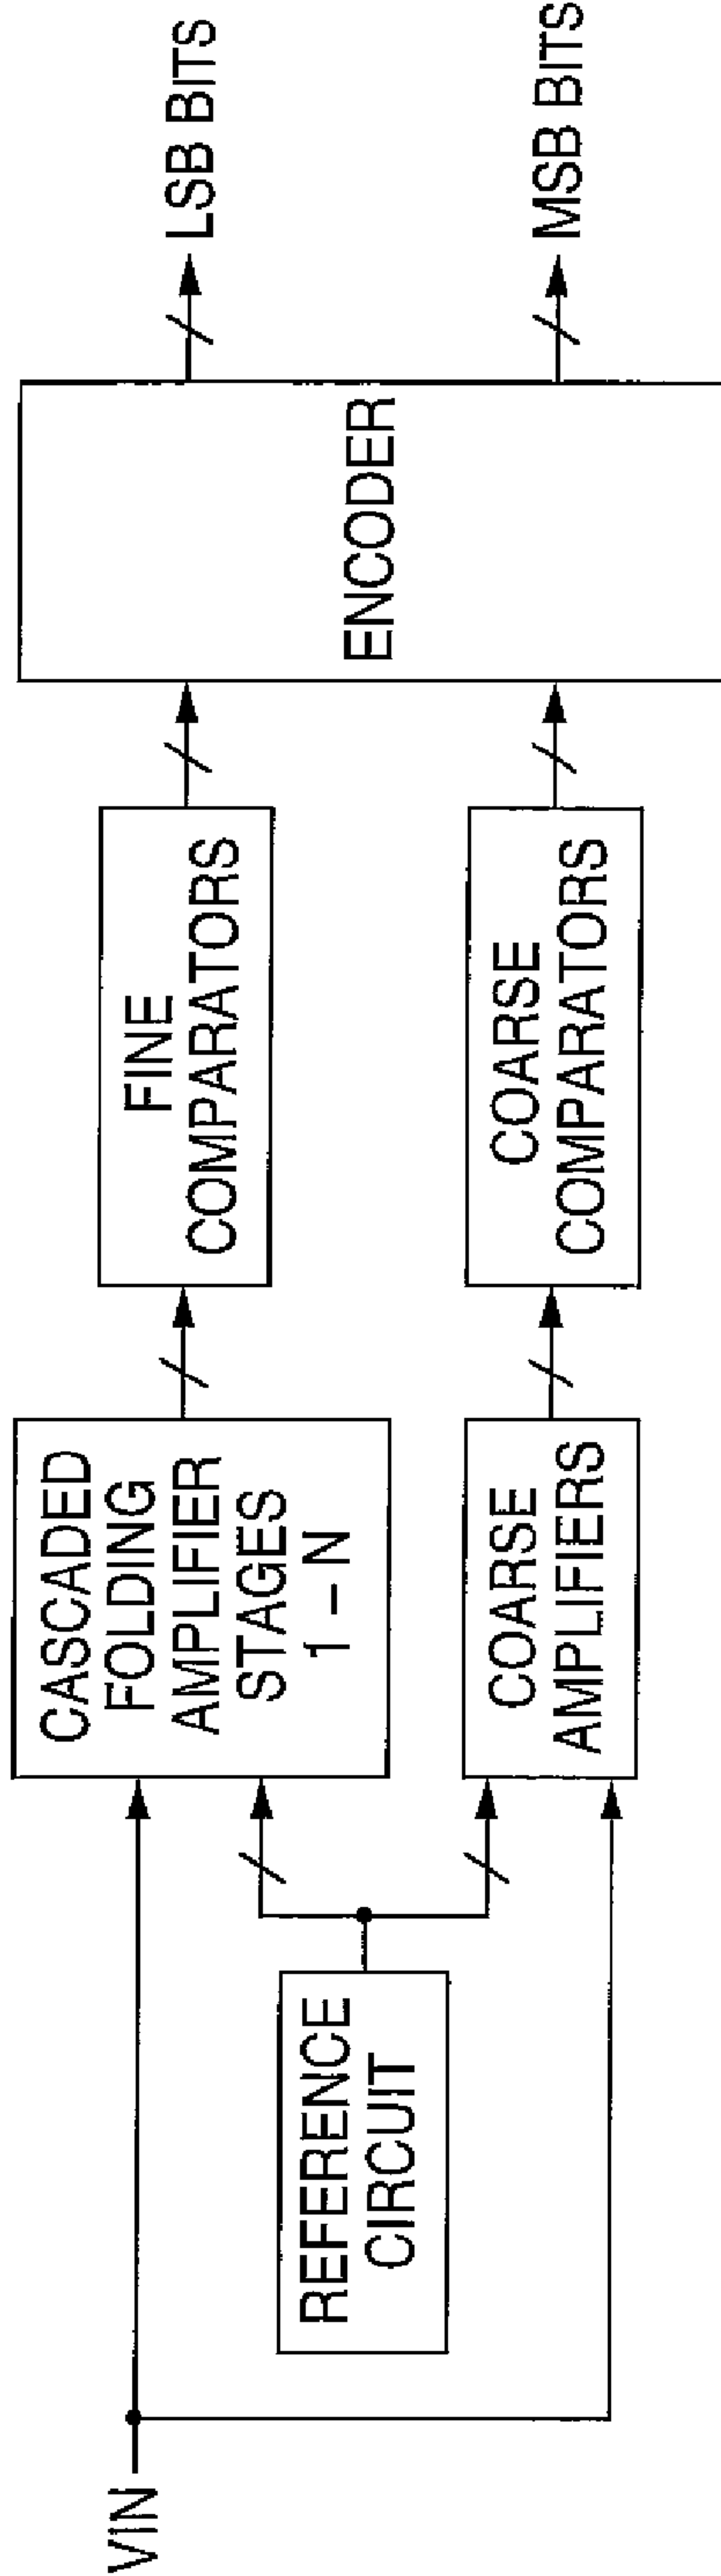 VIN
REFERENCE
CIRCUIT
CASCADED
FOLDING
AMPLIFIER
STAGES
1 – N
COARSE
AMPLIFIERS
FINE
COMPARATORS
COARSE
COMPARATORS
ENCODER
LSB BITS
MSB BITS